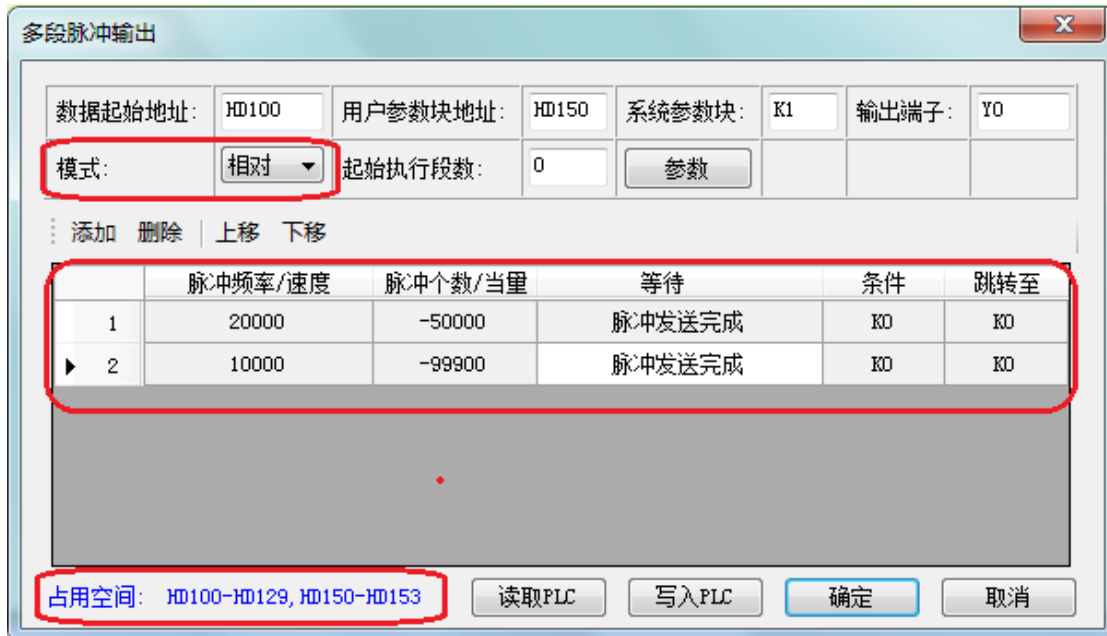 多段脉冲输出
X
数据起始地址: HD100 用户参数块地址: HD150 系统参数块: K1 输出端子: Y0
模式: 相对 起始执行段数: 0 参数
添加 删除 上移 下移
脉冲频率/速度 脉冲个数/当量 等待 条件 跳转至
1 20000 -50000 脉冲发送完成 K0 K0
2 10000 -99900 脉冲发送完成 K0 K0
占用空间: HD100-HD129,HD150-HD153 读取PLC 写入PLC 确定 取消